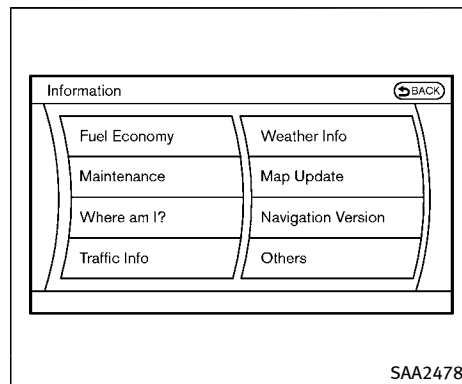 Information
BACK
Fuel Economy
Maintenance
Where am I?
Traffic Info
Weather Info
Map Update
Navigation Version
Others
SAA2478